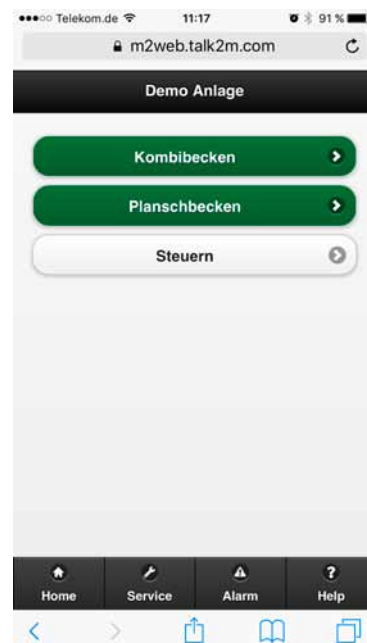 Telekom.de 11:17 91 %
m2web.talk2m.com
Demo Anlage
Kombibecken
Planschbecken
Steuern
Home Service Alarm Help